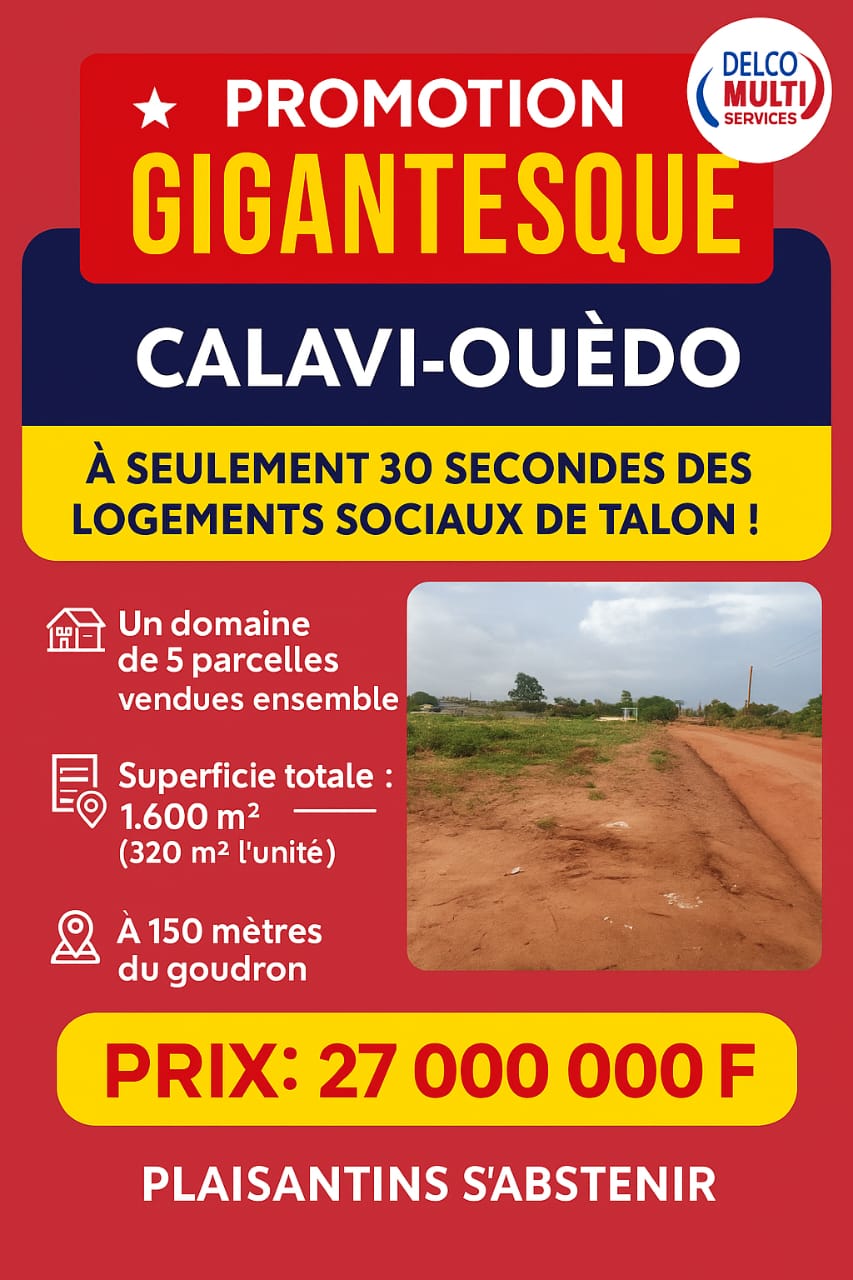 DELCO
MULTI
SERVICES
PROMOTION
GIGANTESQUE
CALAVI-OUÈDO
À SEULEMENT 30 SECONDES DES
LOGEMENTS SOCIAUX DE TALON !
Un domaine
de 5 parcelles
vendues ensemble
Superficie totale :
1.600 m²
(320 m² l'unité)
À 150 mètres
du goudron
PRIX: 27 000 000 F
PLAISANTINS S'ABSTENIR